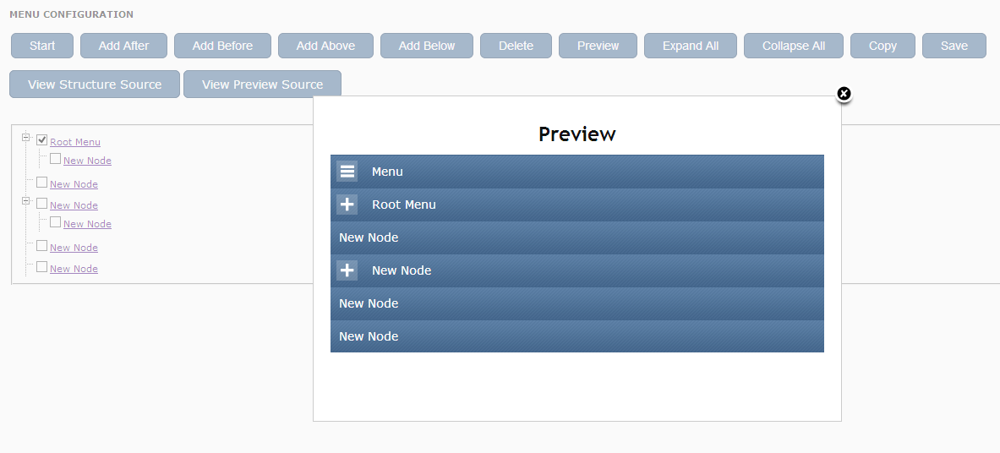 MENU CONFIGURATION
Start Add After Add Before Add Above Add Below Delete Preview Expand All Collapse All Copy Save
View Structure Source View Preview Source
Root Menu
New Node
New Node
New Node
New Node
New Node
New Node
Preview
Menu
Root Menu
New Node
New Node
New Node
New Node